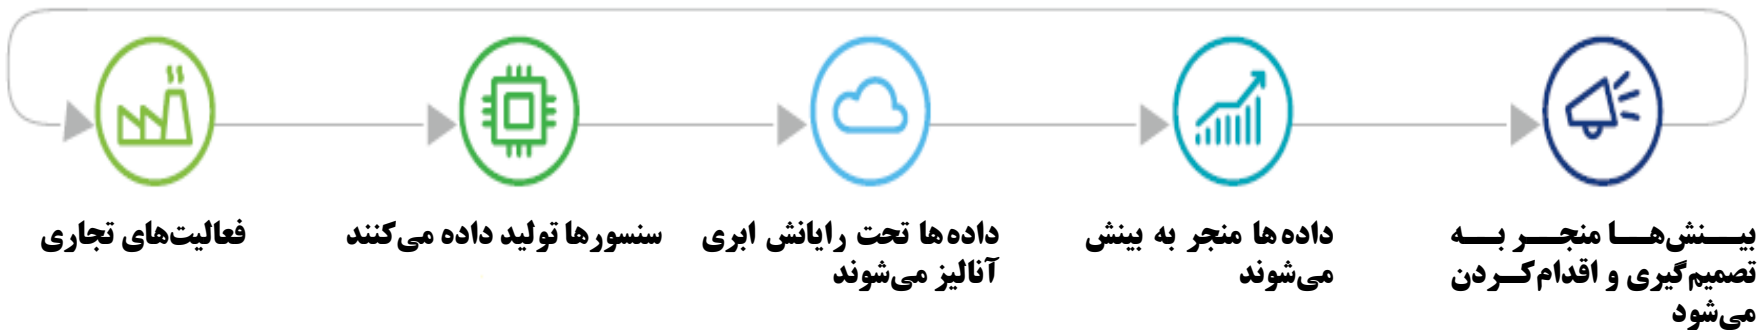 فعالیت‌های تجاری
سنسورها تولید داده می‌کنند
داده‌ها تحت رایانش ابری
آنالیز می‌شوند
داده‌ها منجر به بینش
می‌شوند
بینش‌ها منجر به
تصمیم‌گیری و اقدام‌کردن
می‌شود